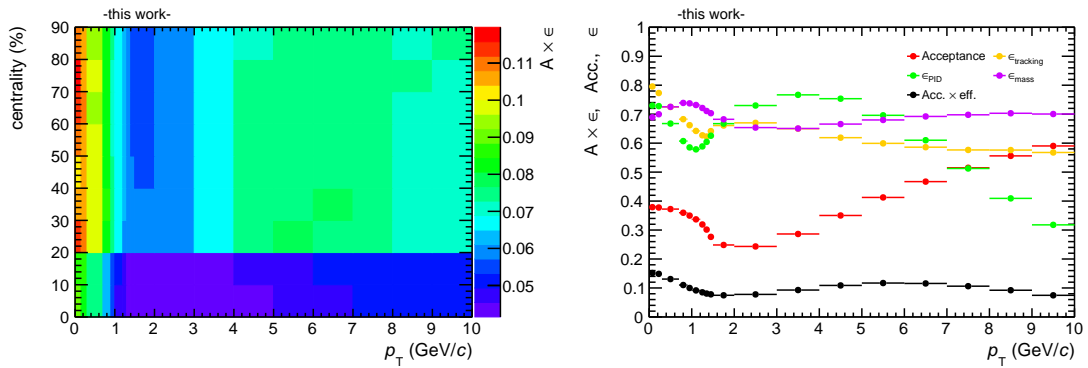 -this work-
centrality (%)
90
80
70
60
50
40
30
20
10
0
0 1 2 3 4 5 6 7 8 9 10
p_T (GeV/c)
A × ϵ
0.11
0.1
0.09
0.08
0.07
0.06
0.05
-this work-
A × ϵ, Acc., ϵ
1
0.9
0.8
0.7
0.6
0.5
0.4
0.3
0.2
0.1
0
0 1 2 3 4 5 6 7 8 9 10
p_T (GeV/c)
Acceptance ϵ_tracking
ϵ_PID ϵ_mass
Acc. × eff.